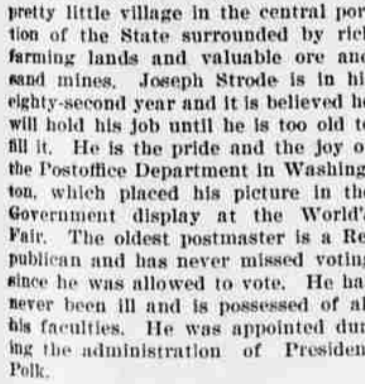 pretty little village in the central por
tion of the State surrounded by rich
farming lands and valuable ore and
sand mines. Joseph Strode is in hi
eighty-second year and it is believed he
will hold his job until he is too old to
fill it. He is the pride and the joy o
the Postoffice Department in Washing
ton, which placed his picture in the
Government display at the World's
Fair. The oldest postmaster is a Re
publican and has never missed voting
since he was allowed to vote. He ha
never been ill and is possessed of al
his faculties. He was appointed dur
ing the administration of Presiden
Polk.